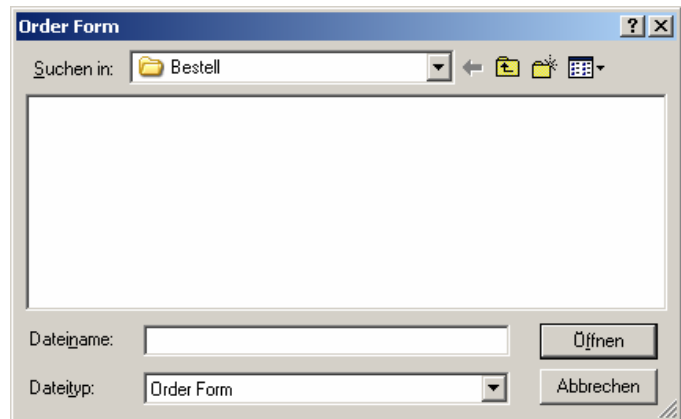 Order Form
Suchen in: Bestell
Dateiname: Öffnen
Dateityp: Order Form Abbrechen